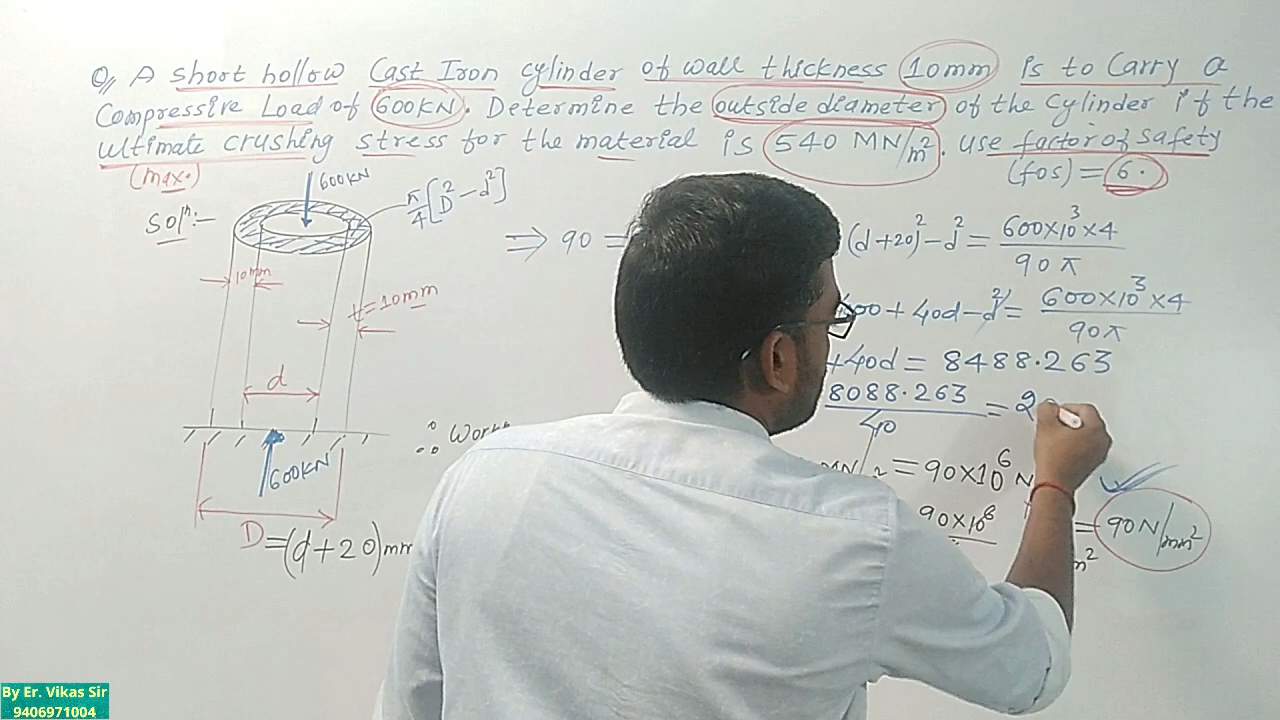 Q// A short hollow Cast Iron cylinder of wall thickness 10mm is to Carry a
Compressive Load of 600KN. Determine the outside diameter of the Cylinder if the
ultimate crushing stress for the material is 540 MN/m². use factor of safety
(max.)
(fos) = 6.
Solⁿ:-
600KN
π/4[D²-d²]
⇒ 90 =
(d+20)²-d² = 600×10³×4/90π
10mm
t=10mm
+40d-d² = 600×10³×4/90π
d
+40d = 8488.263
8088.263/40 = 2
∴ Work
600KN
= 90×10⁶ N
90×10⁶
= 90N/mm²
D=(d+20)mm
By Er. Vikas Sir
9406971004